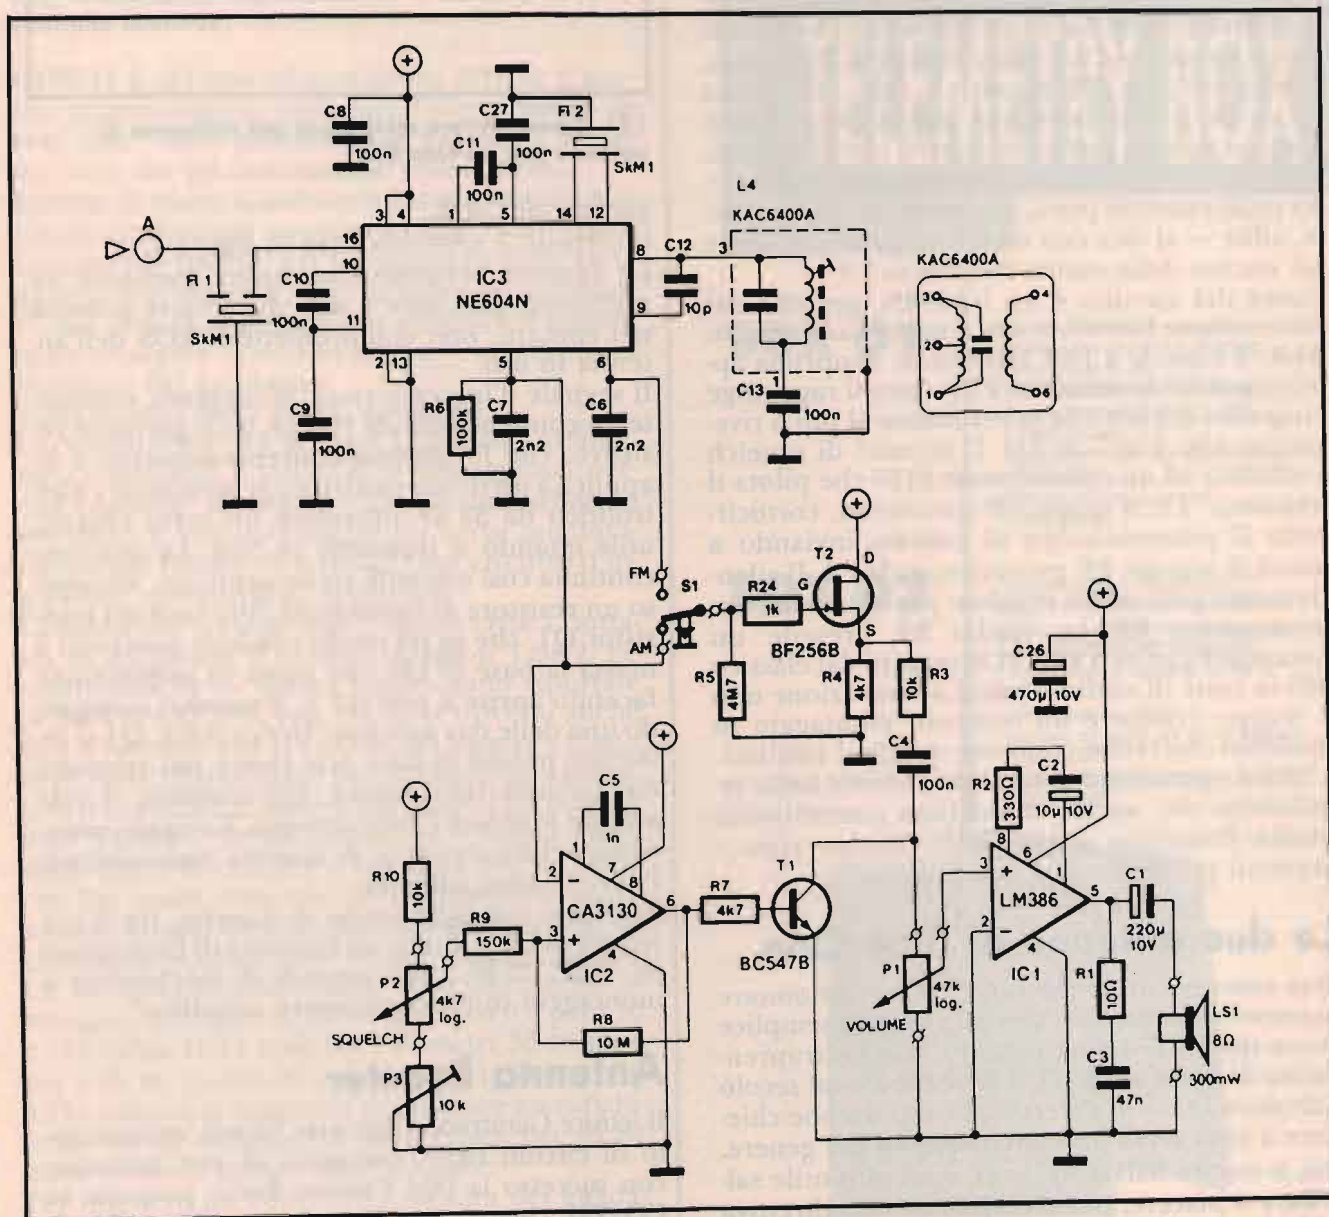 C8
100n
C27
100n
Fl 2
SkM1
C11
100n
3
4
1
5
14
12
A
Fl 1
SkM1
16
10
11
C10
100n
IC3
NE604N
8
9
C12
10p
3
L4
KAC6400A
KAC6400A
3
2
1
4
6
2
13
5
6
C9
100n
R6
100k
C7
2n2
C6
2n2
C13
1
100n
FM
S1
AM
R24
1k
T2
D
G
S
BF256B
R5
4M7
R4
4k7
R3
10k
C26
470µ 10V
C4
100n
R2
330Ω
C2
10µ 10V
R10
10k
C5
1n
1
7
8
2
3
4
6
CA3130
IC2
R9
150k
R8
10M
R7
4k7
T1
BC547B
P2
4k7
log.
SQUELCH
P3
10k
P1
47k
log.
VOLUME
8
6
1
3
2
4
5
LM386
IC1
C1
220µ
10V
R1
10Ω
C3
47n
LS1
8Ω
300mW